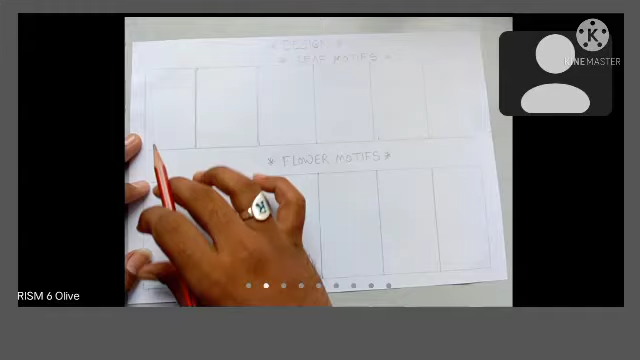 * DESIGN *
* LEAF MOTIFS *
* FLOWER MOTIFS *
K
KINEMASTER
RISM 6 Olive